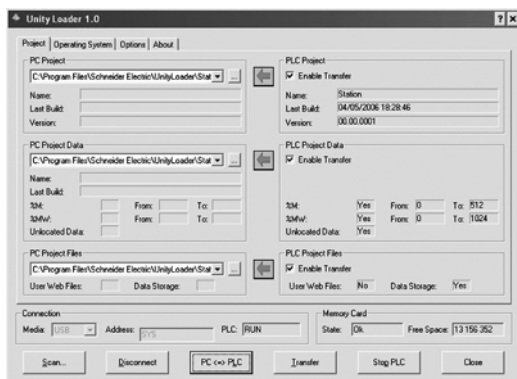 Unity Loader 1.0
Project Operating System Options About
PC Project
C:\Program Files\Schneider Electric\UnityLoader\Stat ...
Name:
Last Build:
Version:
PLC Project
Enable Transfer
Name: Station
Last Build: 04/05/2006 18:28:46
Version: 00.00.0001
PC Project Data
C:\Program Files\Schneider Electric\UnityLoader\Stat ...
Name:
Last Build:
%M: From: To:
%MW: From: To:
Unlocated Data:
PLC Project Data
Enable Transfer
%M: Yes From: 0 To: 512
%MW: Yes From: 0 To: 1024
Unlocated Data: Yes
PC Project Files
C:\Program Files\Schneider Electric\UnityLoader\Stat ...
User Web Files: Data Storage:
PLC Project Files
Enable Transfer
User Web Files: No Data Storage: Yes
Connection
Media: USB Address: SYS PLC: RUN
Memory Card
State: Ok Free Space: 13 156 352
Scan... Disconnect PC <=> PLC Transfer Stop PLC Close